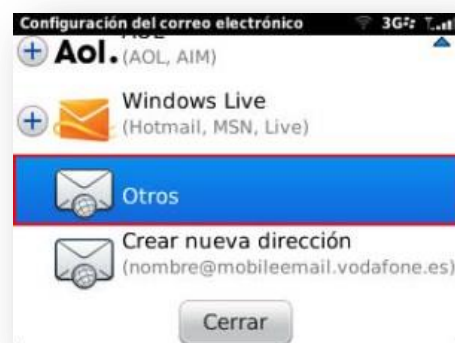 Configuración del correo electrónico 3G
Aol. (AOL, AIM)
Windows Live
(Hotmail, MSN, Live)
Otros
Crear nueva dirección
(nombre@mobileemail.vodafone.es)
Cerrar